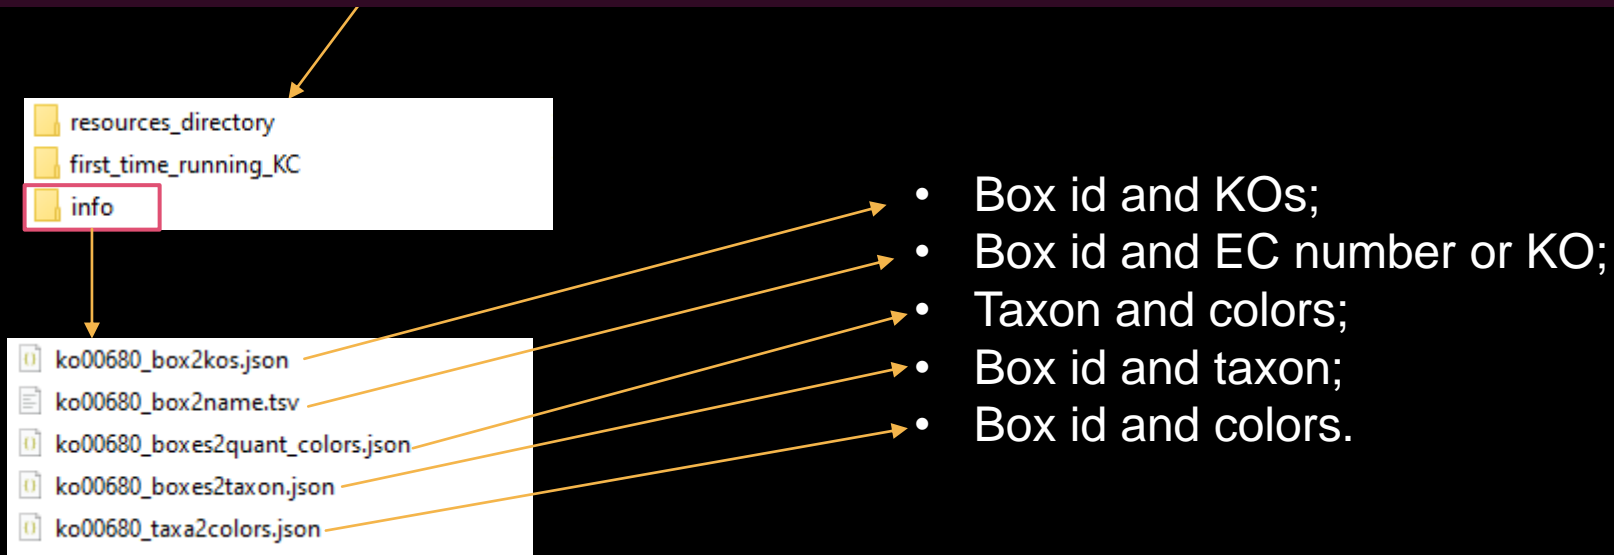 resources_directory
first_time_running_KC
info
ko00680_box2kos.json
ko00680_box2name.tsv
ko00680_boxes2quant_colors.json
ko00680_boxes2taxon.json
ko00680_taxa2colors.json
• Box id and KOs;
• Box id and EC number or KO;
• Taxon and colors;
• Box id and taxon;
• Box id and colors.